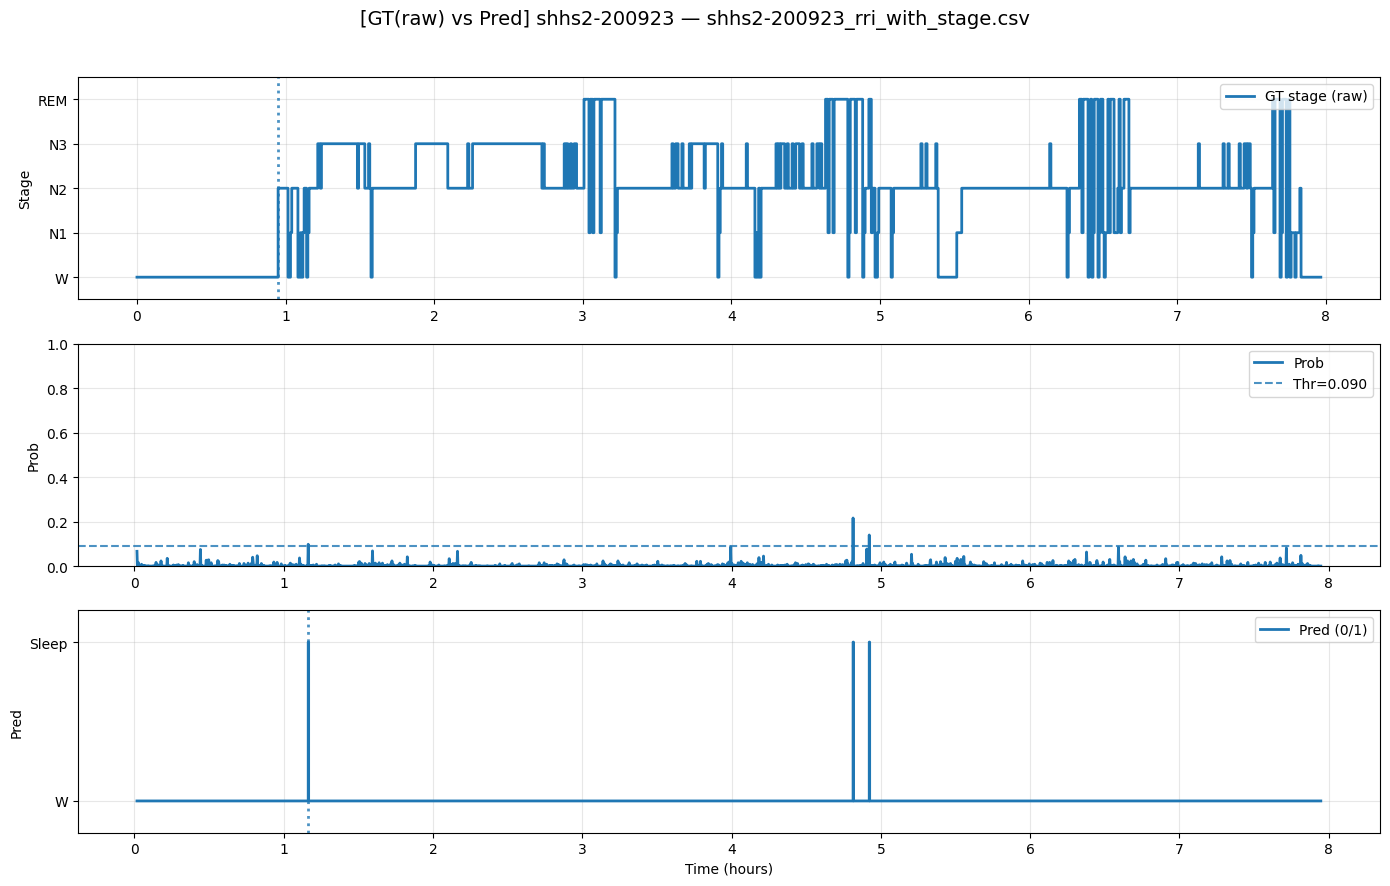 [GT(raw) vs Pred] shhs2-200923 — shhs2-200923_rri_with_stage.csv
GT stage (raw)
REM
N3
N2
N1
W
Stage
0 1 2 3 4 5 6 7 8
Prob
Thr=0.090
1.0
0.8
0.6
0.4
0.2
0.0
Prob
0 1 2 3 4 5 6 7 8
Pred (0/1)
Sleep
W
Pred
0 1 2 3 4 5 6 7 8
Time (hours)